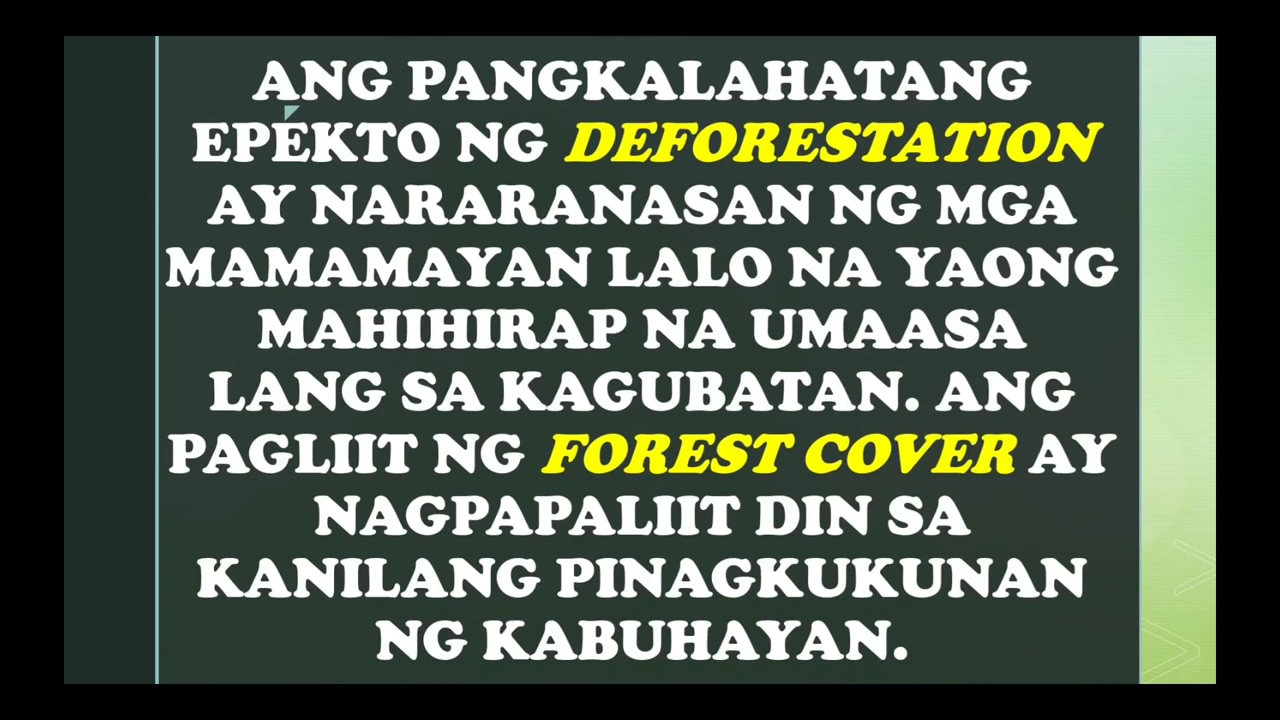 ANG PANGKALAHATANG
EPEKTO NG DEFORESTATION
AY NARARANASAN NG MGA
MAMAMAYAN LALO NA YAONG
MAHIHIRAP NA UMAASA
LANG SA KAGUBATAN. ANG
PAGLIIT NG FOREST COVER AY
NAGPAPALIIT DIN SA
KANILANG PINAGKUKUNAN
NG KABUHAYAN.